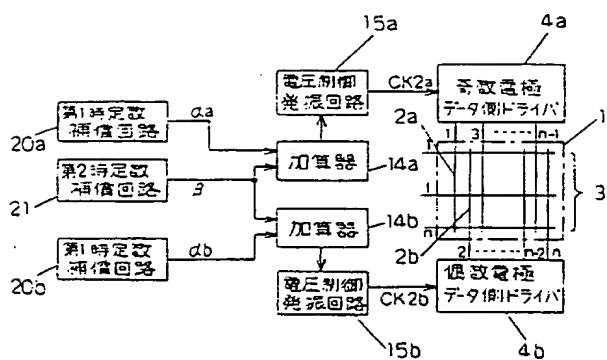 15a
4a
電圧制御
発振回路
CK2a
奇数電極
データ側ドライバ
第1時定数
補償回路
αa
20a
2a
1
3
n-1
1
加算器
14a
第2時定数
補償回路
β
21
1
3
加算器
14b
n
第1時定数
補償回路
αb
20b
2b
2
n-2
n
電圧制御
発振回路
CK2b
偶数電極
データ側ドライバ
15b
4b